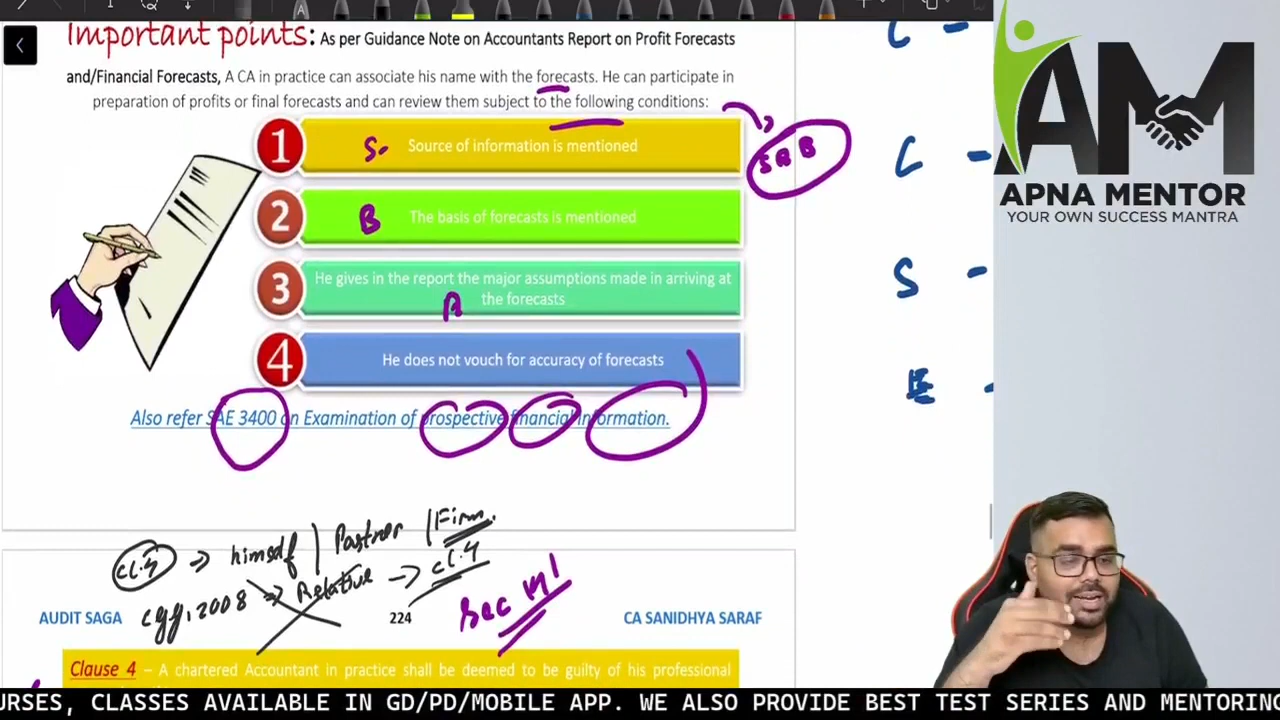 Important points: As per Guidance Note on Accountants Report on Profit Forecasts
and/Financial Forecasts, A CA in practice can associate his name with the forecasts. He can participate in
preparation of profits or final forecasts and can review them subject to the following conditions:
1 S. Source of information is mentioned
SAB
2 B The basis of forecasts is mentioned
3 He gives in the report the major assumptions made in arriving at
A the forecasts
4 He does not vouch for accuracy of forecasts
Also refer SAE 3400 on Examination of prospective financial information.
C -
C -
S -
E -
AM
APNA MENTOR
YOUR OWN SUCCESS MANTRA
cl.4 → himself | Partner | Firm.
2008 → Relative → cl.4
Sec 141
AUDIT SAGA 224 CA SANIDHYA SARAF
Clause 4 – A chartered Accountant in practice shall be deemed to be guilty of his professional
URSES, CLASSES AVAILABLE IN GD/PD/MOBILE APP. WE ALSO PROVIDE BEST TEST SERIES AND MENTORING